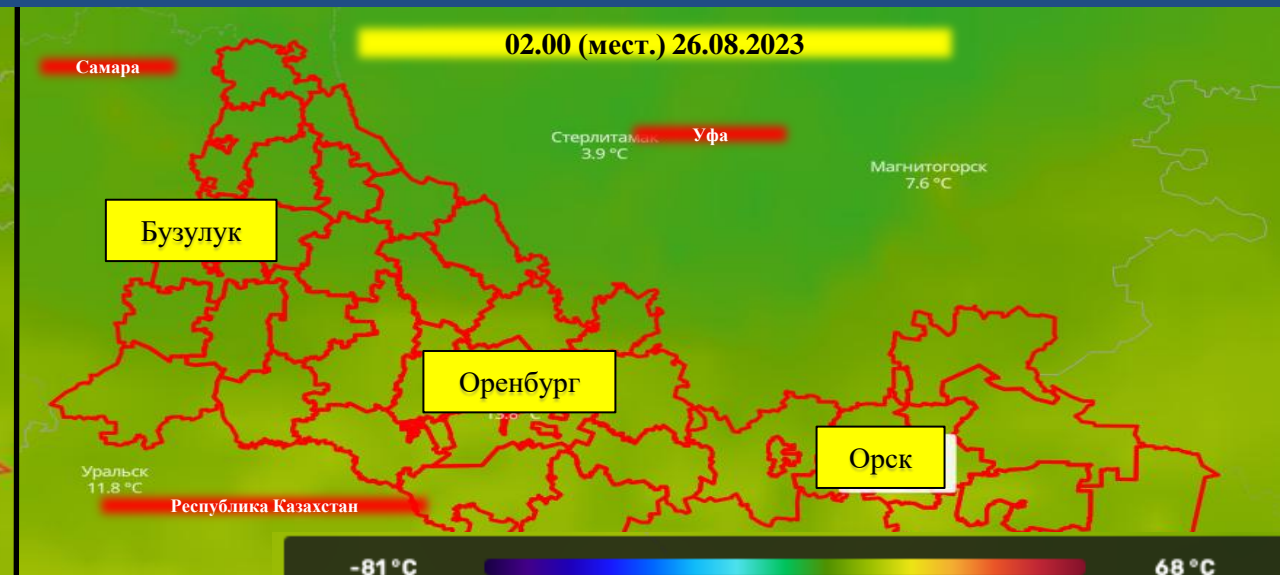 02.00 (мест.) 26.08.2023
Самара
Стерлитамак
3.9 °C
Уфа
Магнитогорск
7.6 °C
Бузулук
Оренбург
Орск
Уральск
11.8 °C
Республика Казахстан
-81°C
68°C